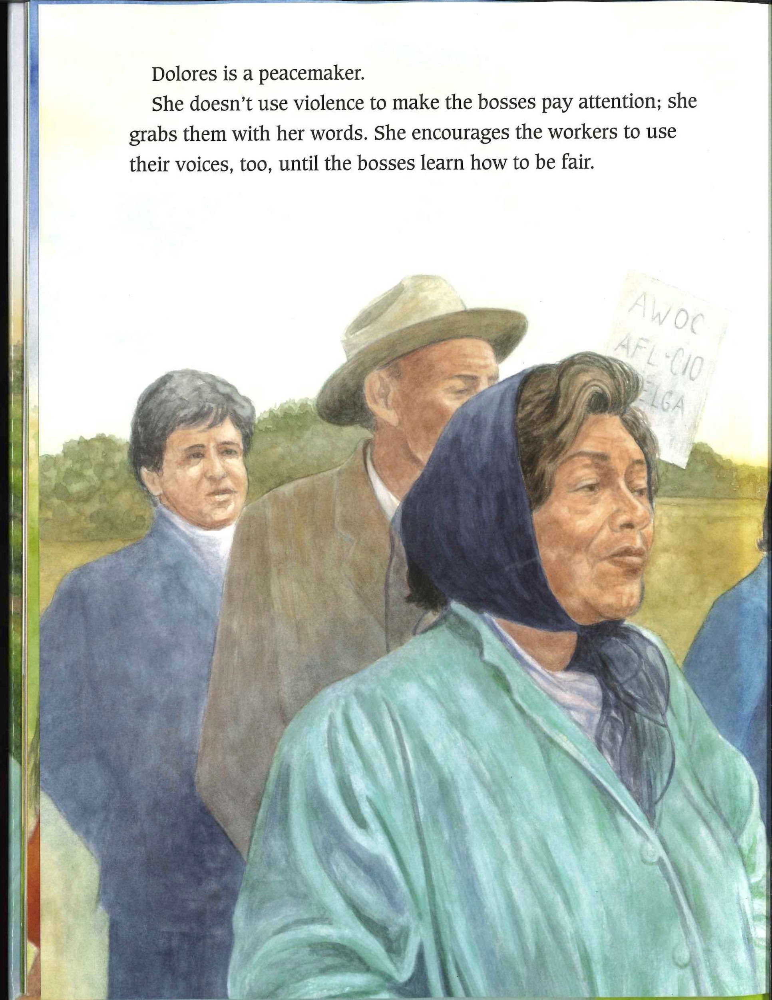 Dolores is a peacemaker.
She doesn't use violence to make the bosses pay attention; she
grabs them with her words. She encourages the workers to use
their voices, too, until the bosses learn how to be fair.
AWOC
AFL-CIO
ELGA